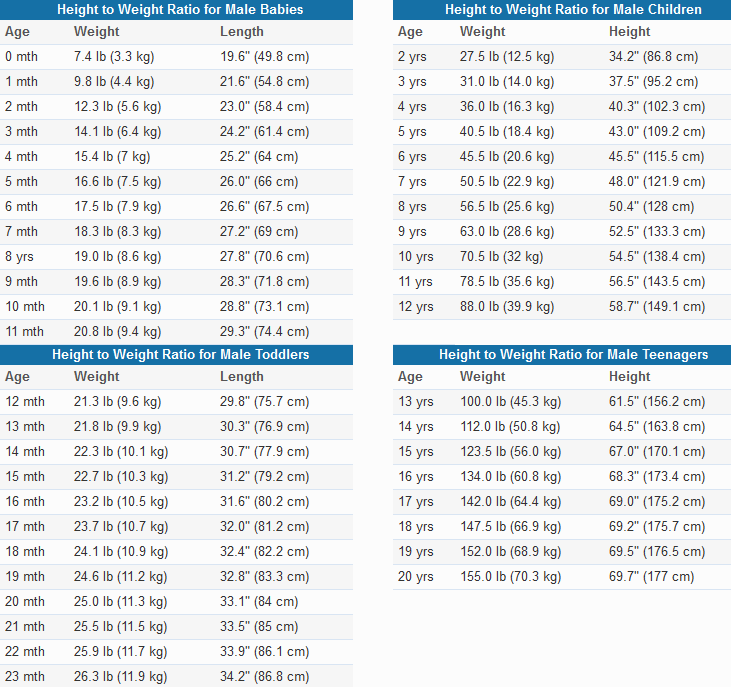 Height to Weight Ratio for Male Babies
Age Weight Length
0 mth 7.4 lb (3.3 kg) 19.6" (49.8 cm)
1 mth 9.8 lb (4.4 kg) 21.6" (54.8 cm)
2 mth 12.3 lb (5.6 kg) 23.0" (58.4 cm)
3 mth 14.1 lb (6.4 kg) 24.2" (61.4 cm)
4 mth 15.4 lb (7 kg) 25.2" (64 cm)
5 mth 16.6 lb (7.5 kg) 26.0" (66 cm)
6 mth 17.5 lb (7.9 kg) 26.6" (67.5 cm)
7 mth 18.3 lb (8.3 kg) 27.2" (69 cm)
8 yrs 19.0 lb (8.6 kg) 27.8" (70.6 cm)
9 mth 19.6 lb (8.9 kg) 28.3" (71.8 cm)
10 mth 20.1 lb (9.1 kg) 28.8" (73.1 cm)
11 mth 20.8 lb (9.4 kg) 29.3" (74.4 cm)
Height to Weight Ratio for Male Toddlers
Age Weight Length
12 mth 21.3 lb (9.6 kg) 29.8" (75.7 cm)
13 mth 21.8 lb (9.9 kg) 30.3" (76.9 cm)
14 mth 22.3 lb (10.1 kg) 30.7" (77.9 cm)
15 mth 22.7 lb (10.3 kg) 31.2" (79.2 cm)
16 mth 23.2 lb (10.5 kg) 31.6" (80.2 cm)
17 mth 23.7 lb (10.7 kg) 32.0" (81.2 cm)
18 mth 24.1 lb (10.9 kg) 32.4" (82.2 cm)
19 mth 24.6 lb (11.2 kg) 32.8" (83.3 cm)
20 mth 25.0 lb (11.3 kg) 33.1" (84 cm)
21 mth 25.5 lb (11.5 kg) 33.5" (85 cm)
22 mth 25.9 lb (11.7 kg) 33.9" (86.1 cm)
23 mth 26.3 lb (11.9 kg) 34.2" (86.8 cm)
Height to Weight Ratio for Male Children
Age Weight Height
2 yrs 27.5 lb (12.5 kg) 34.2" (86.8 cm)
3 yrs 31.0 lb (14.0 kg) 37.5" (95.2 cm)
4 yrs 36.0 lb (16.3 kg) 40.3" (102.3 cm)
5 yrs 40.5 lb (18.4 kg) 43.0" (109.2 cm)
6 yrs 45.5 lb (20.6 kg) 45.5" (115.5 cm)
7 yrs 50.5 lb (22.9 kg) 48.0" (121.9 cm)
8 yrs 56.5 lb (25.6 kg) 50.4" (128 cm)
9 yrs 63.0 lb (28.6 kg) 52.5" (133.3 cm)
10 yrs 70.5 lb (32 kg) 54.5" (138.4 cm)
11 yrs 78.5 lb (35.6 kg) 56.5" (143.5 cm)
12 yrs 88.0 lb (39.9 kg) 58.7" (149.1 cm)
Height to Weight Ratio for Male Teenagers
Age Weight Height
13 yrs 100.0 lb (45.3 kg) 61.5" (156.2 cm)
14 yrs 112.0 lb (50.8 kg) 64.5" (163.8 cm)
15 yrs 123.5 lb (56.0 kg) 67.0" (170.1 cm)
16 yrs 134.0 lb (60.8 kg) 68.3" (173.4 cm)
17 yrs 142.0 lb (64.4 kg) 69.0" (175.2 cm)
18 yrs 147.5 lb (66.9 kg) 69.2" (175.7 cm)
19 yrs 152.0 lb (68.9 kg) 69.5" (176.5 cm)
20 yrs 155.0 lb (70.3 kg) 69.7" (177 cm)